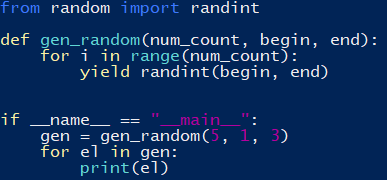 from random import randint
def gen_random(num_count, begin, end):
    for i in range(num_count):
        yield randint(begin, end)
if __name__ == "__main__":
    gen = gen_random(5, 1, 3)
    for el in gen:
        print(el)